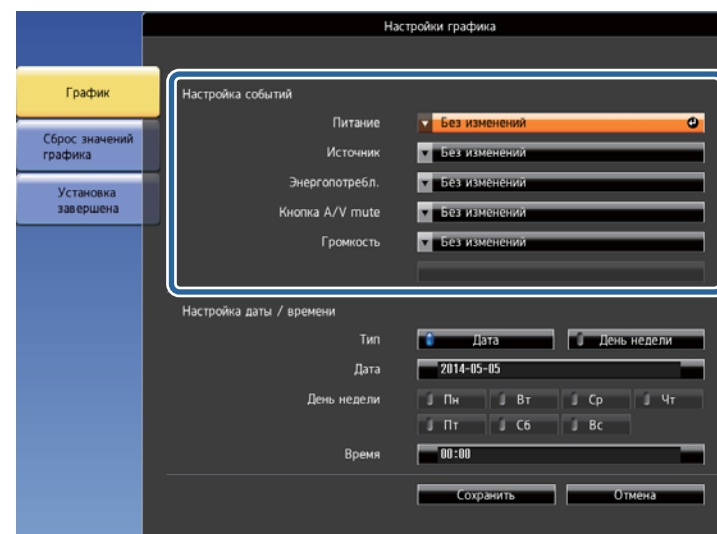 Настройки графика
График
Сброс значений
графика
Установка
завершена
Настройка событий
Питание Без изменений
Источник Без изменений
Энергопотребл. Без изменений
Кнопка A/V mute Без изменений
Громкость Без изменений
Настройка даты / времени
Тип Дата День недели
Дата 2014-05-05
День недели Пн Вт Ср Чт
Пт Сб Вс
Время 00:00
Сохранить Отмена